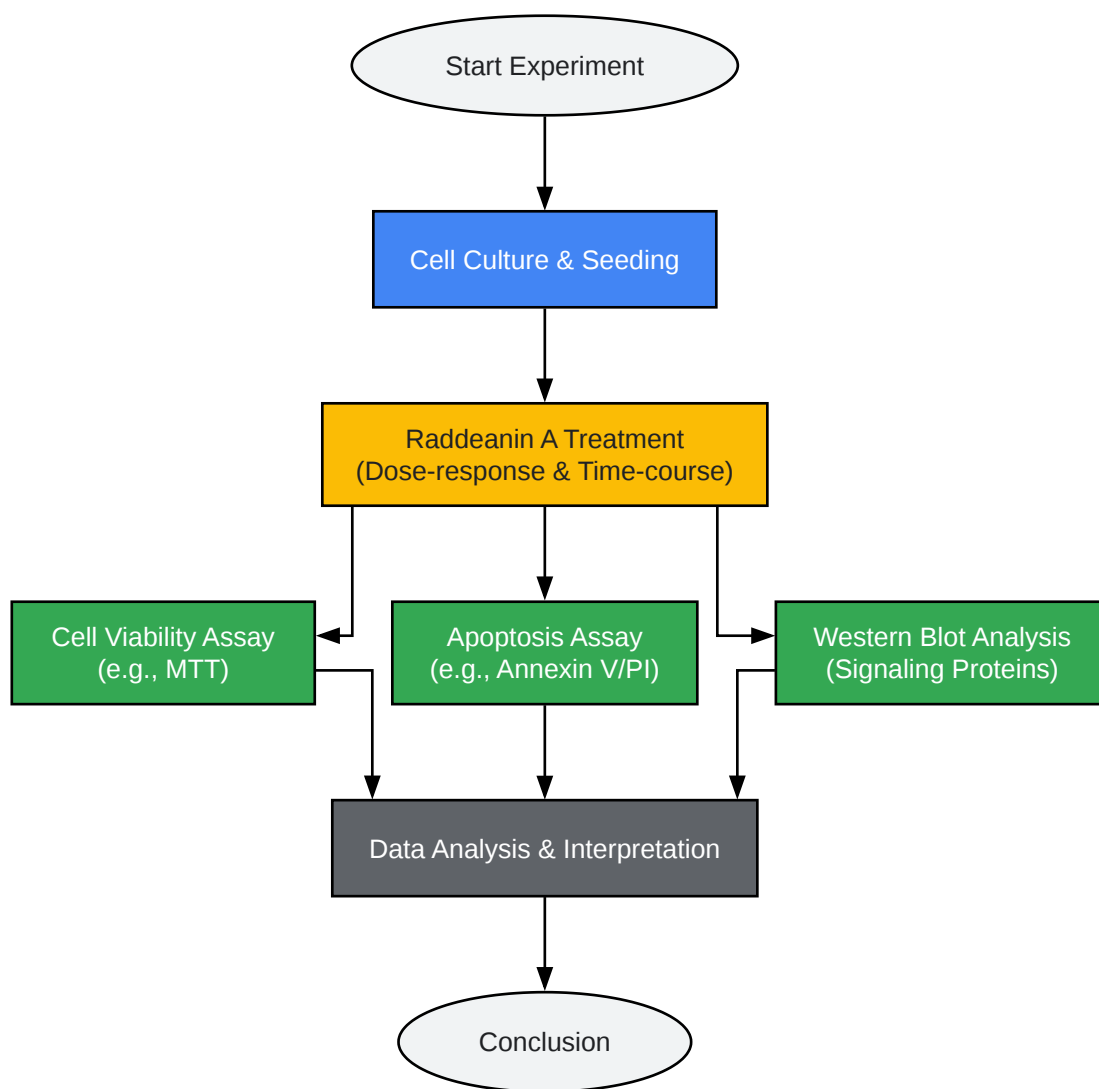 Start Experiment
Cell Culture & Seeding
Raddeanin A Treatment
(Dose-response & Time-course)
Cell Viability Assay
(e.g., MTT)
Apoptosis Assay
(e.g., Annexin V/PI)
Western Blot Analysis
(Signaling Proteins)
Data Analysis & Interpretation
Conclusion